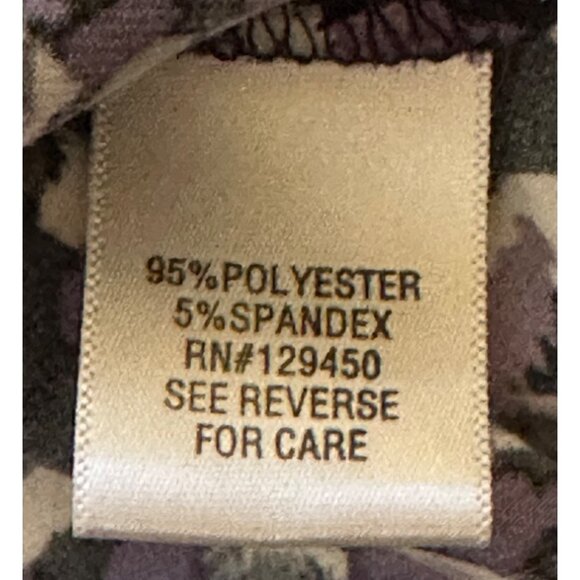 95%POLYESTER
5%SPANDEX
RN#129450
SEE REVERSE
FOR CARE